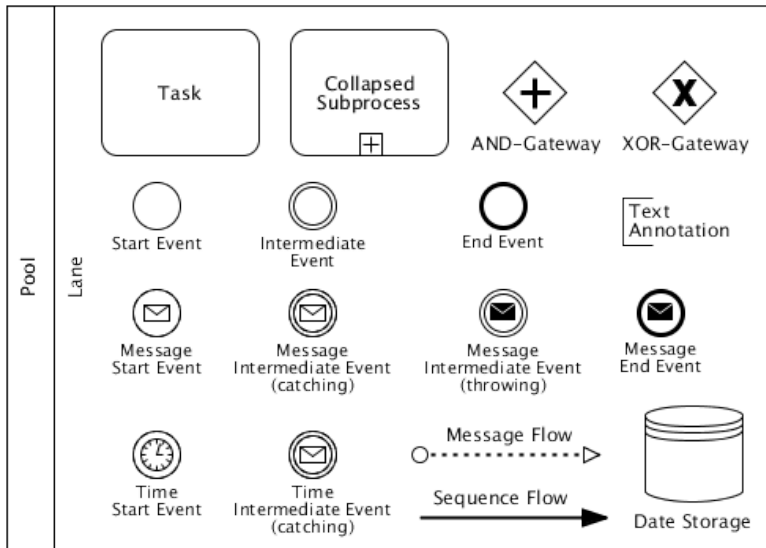 Pool
Lane
Task
Collapsed
Subprocess
AND-Gateway
XOR-Gateway
Start Event
Intermediate
Event
End Event
Text
Annotation
Message
Start Event
Message
Intermediate Event
(catching)
Message
Intermediate Event
(throwing)
Message
End Event
Time
Start Event
Time
Intermediate Event
(catching)
Message Flow
Sequence Flow
Date Storage